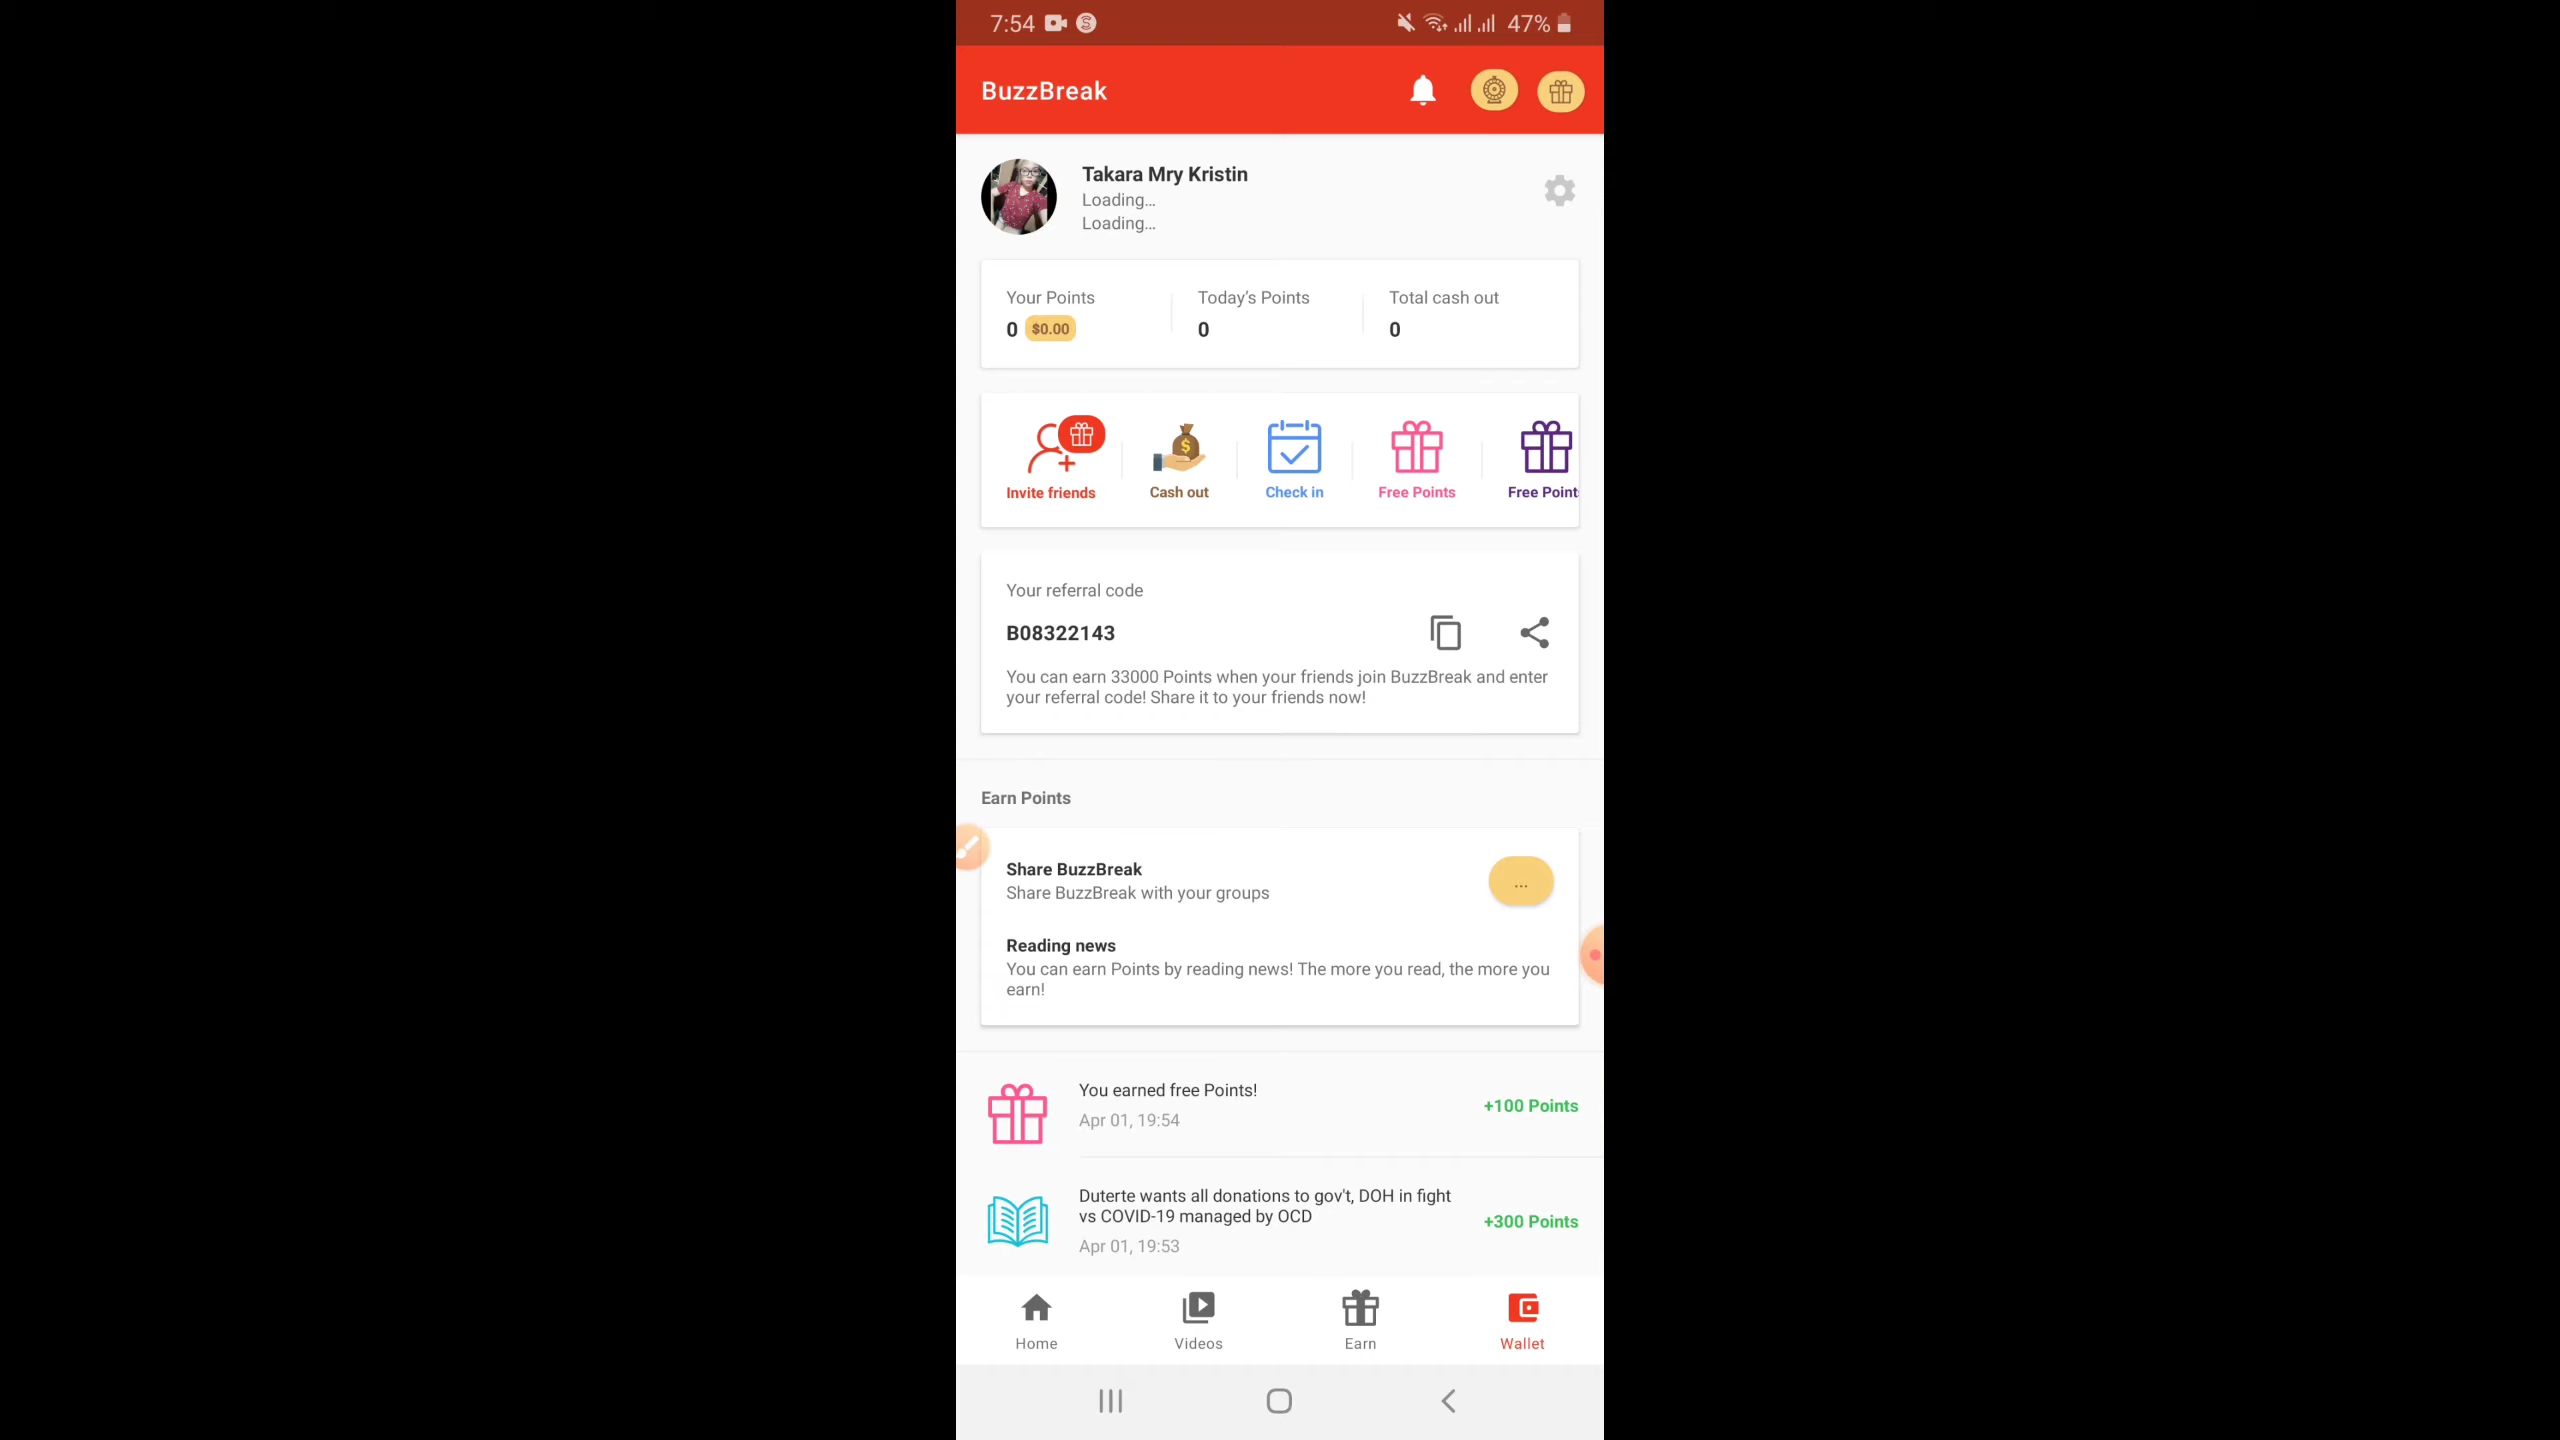 7:54
47%
BuzzBreak
Takara Mry Kristin
Loading...
Loading...
Your Points
0 $0.00
Today's Points
0
Total cash out
0
Invite friends
Cash out
Check in
Free Points
Free Point
Your referral code
B08322143
You can earn 33000 Points when your friends join BuzzBreak and enter
your referral code! Share it to your friends now!
Earn Points
Share BuzzBreak
Share BuzzBreak with your groups
...
Reading news
You can earn Points by reading news! The more you read, the more you
earn!
You earned free Points!
Apr 01, 19:54
+100 Points
Duterte wants all donations to gov't, DOH in fight
vs COVID-19 managed by OCD
Apr 01, 19:53
+300 Points
Home
Videos
Earn
Wallet